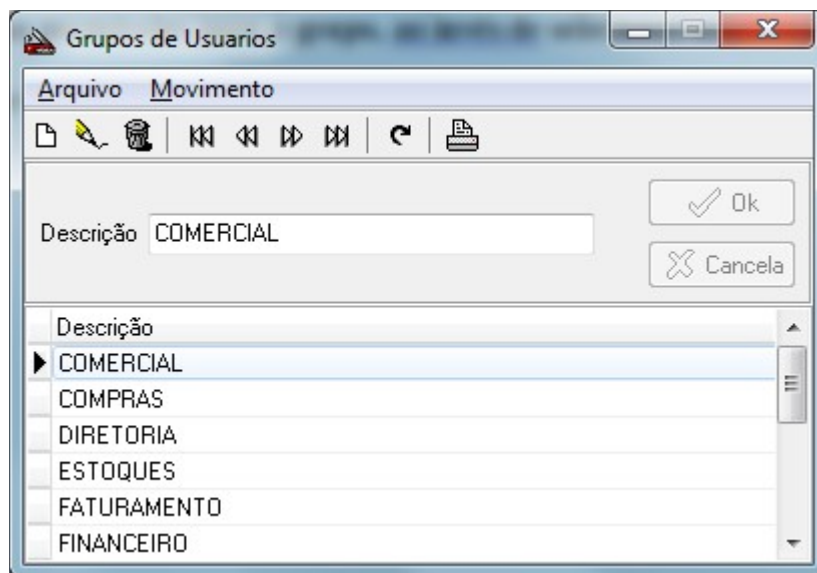 Grupos de Usuarios
Arquivo Movimento
Ok
Descrição COMERCIAL
Cancela
Descrição
COMERCIAL
COMPRAS
DIRETORIA
ESTOQUES
FATURAMENTO
FINANCEIRO